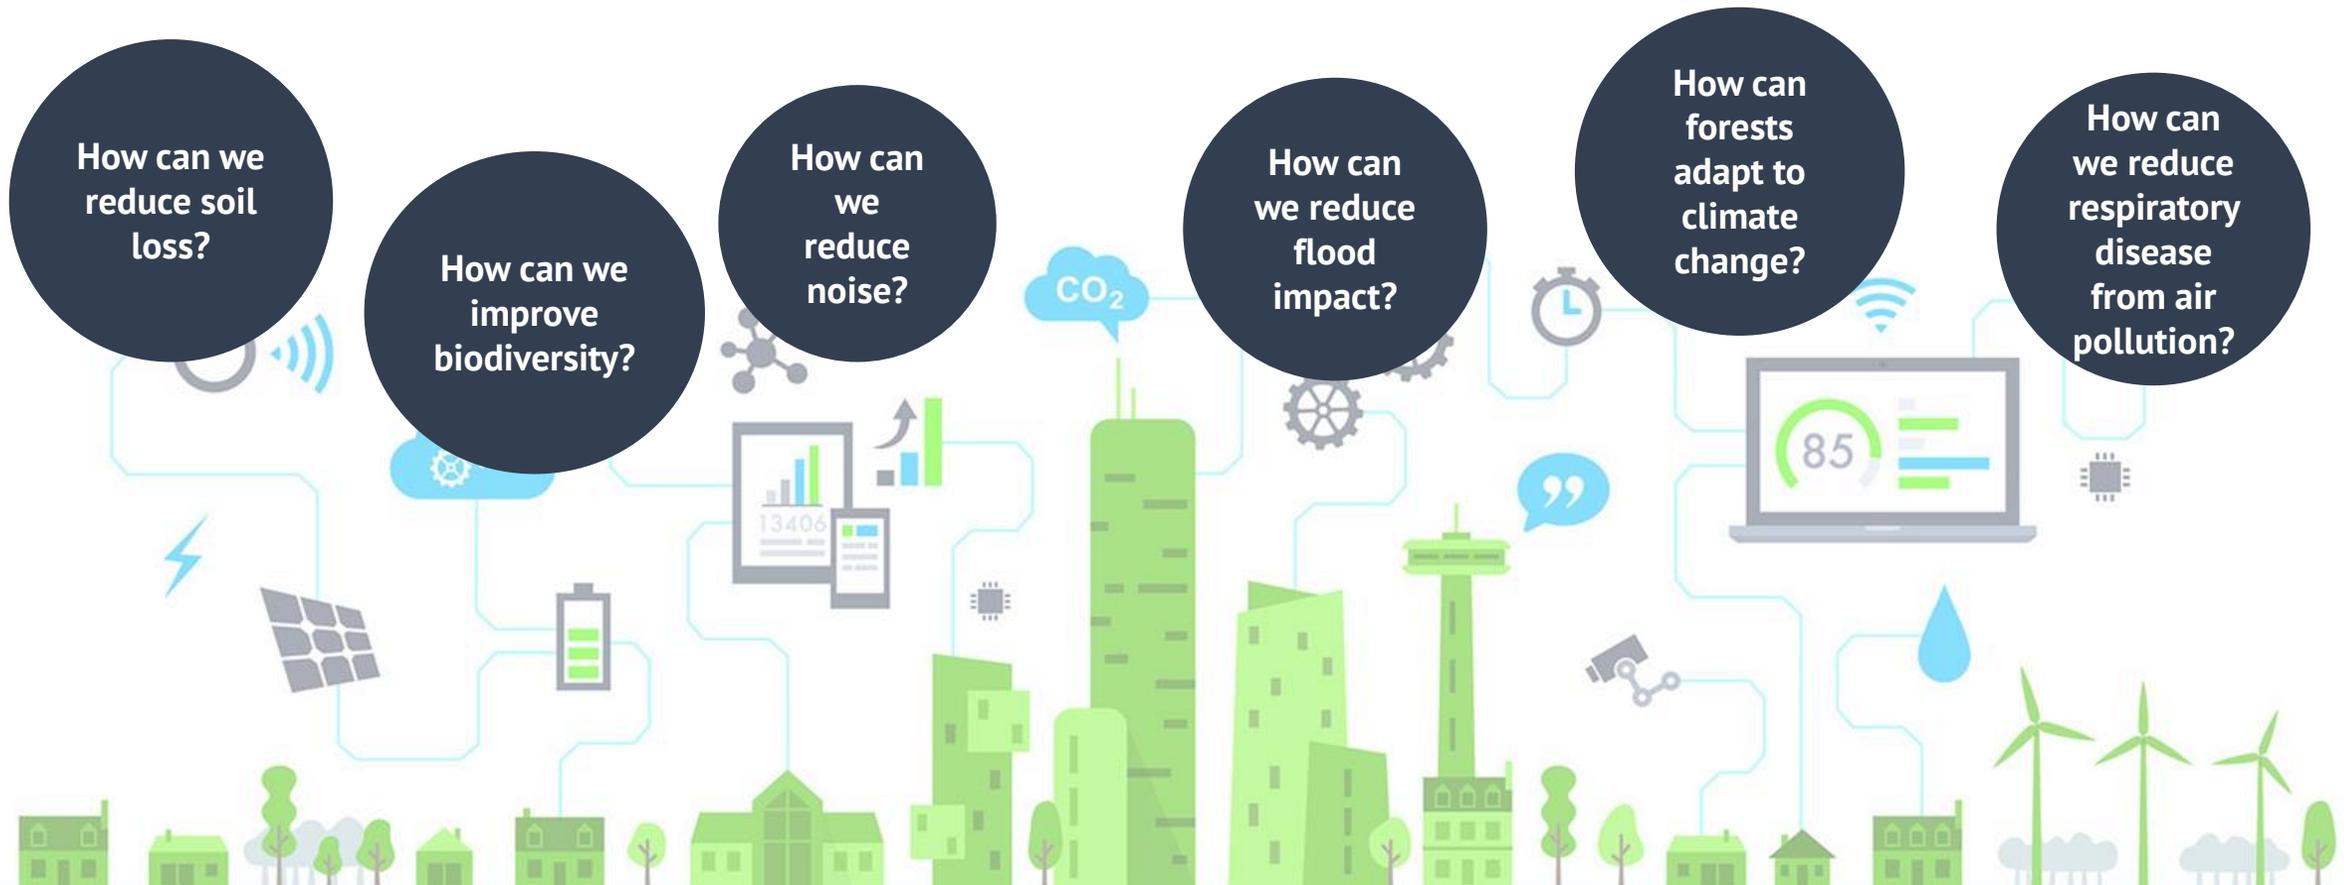 How can we
reduce soil
loss?
How can we
improve
biodiversity?
How can
we
reduce
noise?
How can
we reduce
flood
impact?
How can
forests
adapt to
climate
change?
How can
we reduce
respiratory
disease
from air
pollution?
CO₂
13406
85
”